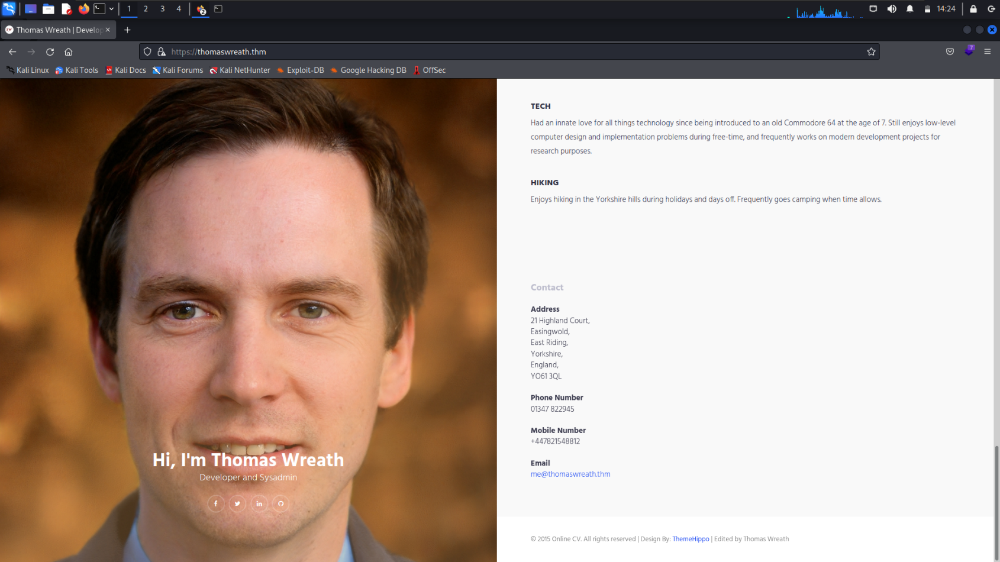 1 2 3 4 2 14:24
Thomas Wreath | Develop
https://thomaswreath.thm 7
Kali Linux Kali Tools Kali Docs Kali Forums Kali NetHunter Exploit-DB Google Hacking DB OffSec
Hi, I'm Thomas Wreath
Developer and Sysadmin
TECH
Had an innate love for all things technology since being introduced to an old Commodore 64 at the age of 7. Still enjoys low-level
computer design and implementation problems during free-time, and frequently works on modern development projects for
research purposes.
HIKING
Enjoys hiking in the Yorkshire hills during holidays and days off. Frequently goes camping when time allows.
Contact
Address
21 Highland Court,
Easingwold,
East Riding,
Yorkshire,
England,
YO61 3QL
Phone Number
01347 822945
Mobile Number
+447821548812
Email
me@thomaswreath.thm
© 2015 Online CV. All rights reserved | Design By: ThemeHippo | Edited by Thomas Wreath